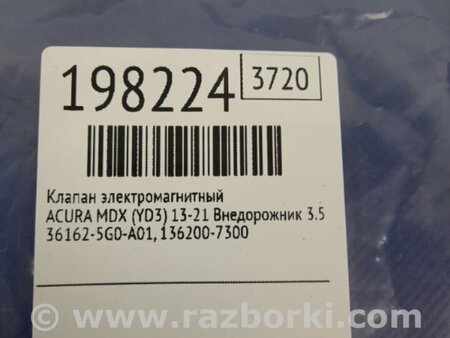 198224
3720
Клапан электромагнитный
ACURA MDX (YD3) 13-21 Внедорожник 3.5
36162-5G0-A01, 136200-7300
www.razborki.com